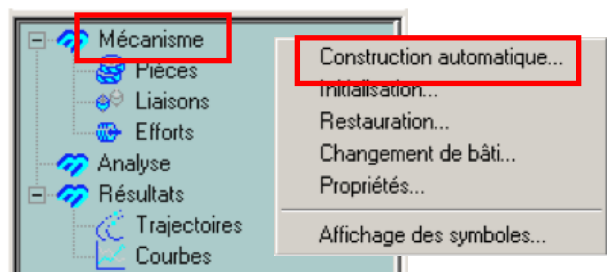 Mécanisme
Pièces
Liaisons
Efforts
Analyse
Résultats
Trajectoires
Courbes
Construction automatique...
Initialisation...
Restauration...
Changement de bâti...
Propriétés...
Affichage des symboles...